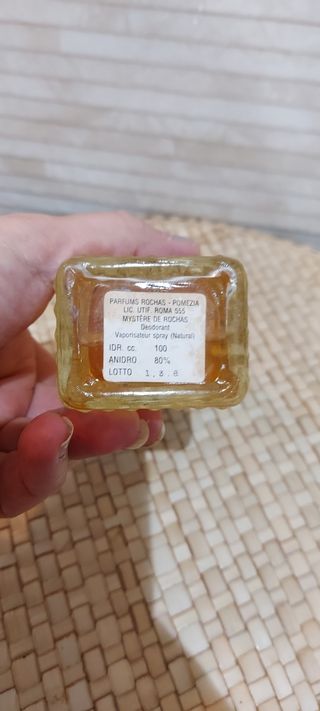 PARFUMS ROCHAS - POMEZIA
LIC. UTIF. ROMA 555
MYSTÈRE DE ROCHAS
Déodorant
Vaporisateur spray (Natural)
IDR. cc. 100
ANIDRO 80%
LOTTO 1.8.6